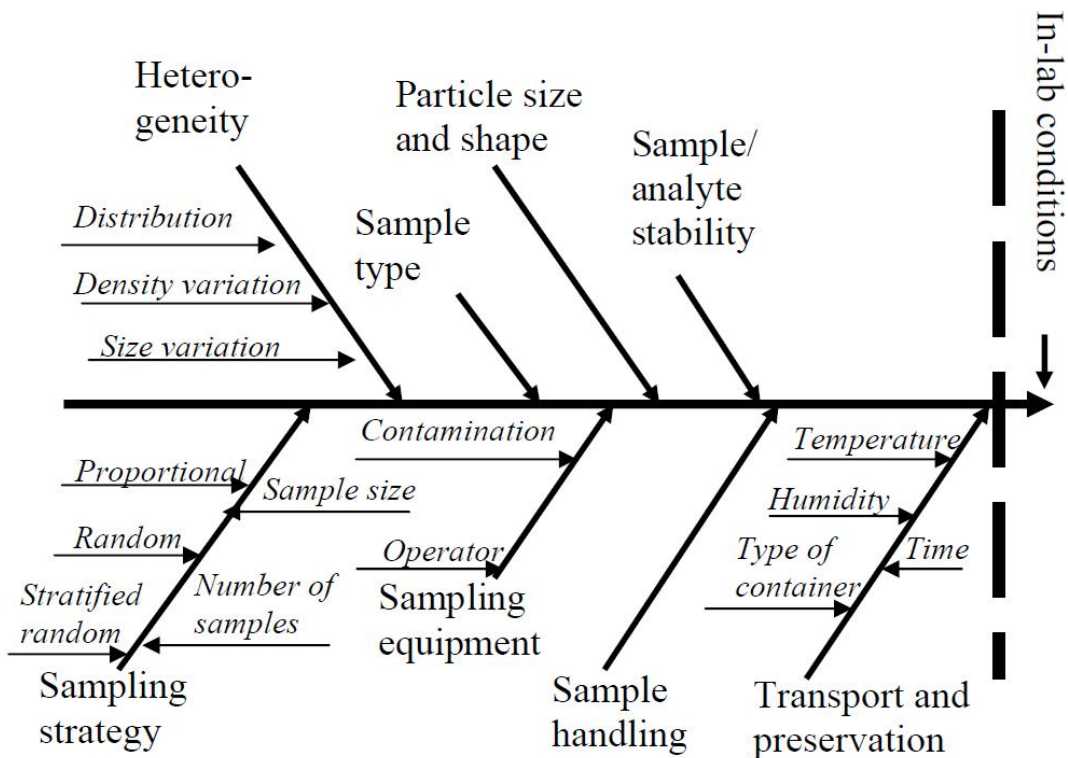 In-lab conditions
Hetero-
geneity
Particle size
and shape
Sample/
analyte
stability
Sample
type
Distribution
Density variation
Size variation
Contamination
Temperature
Proportional
Sample size
Humidity
Random
Operator
Type of
container
Time
Stratified
random
Number of
samples
Sampling
equipment
Sampling
strategy
Sample
handling
Transport and
preservation